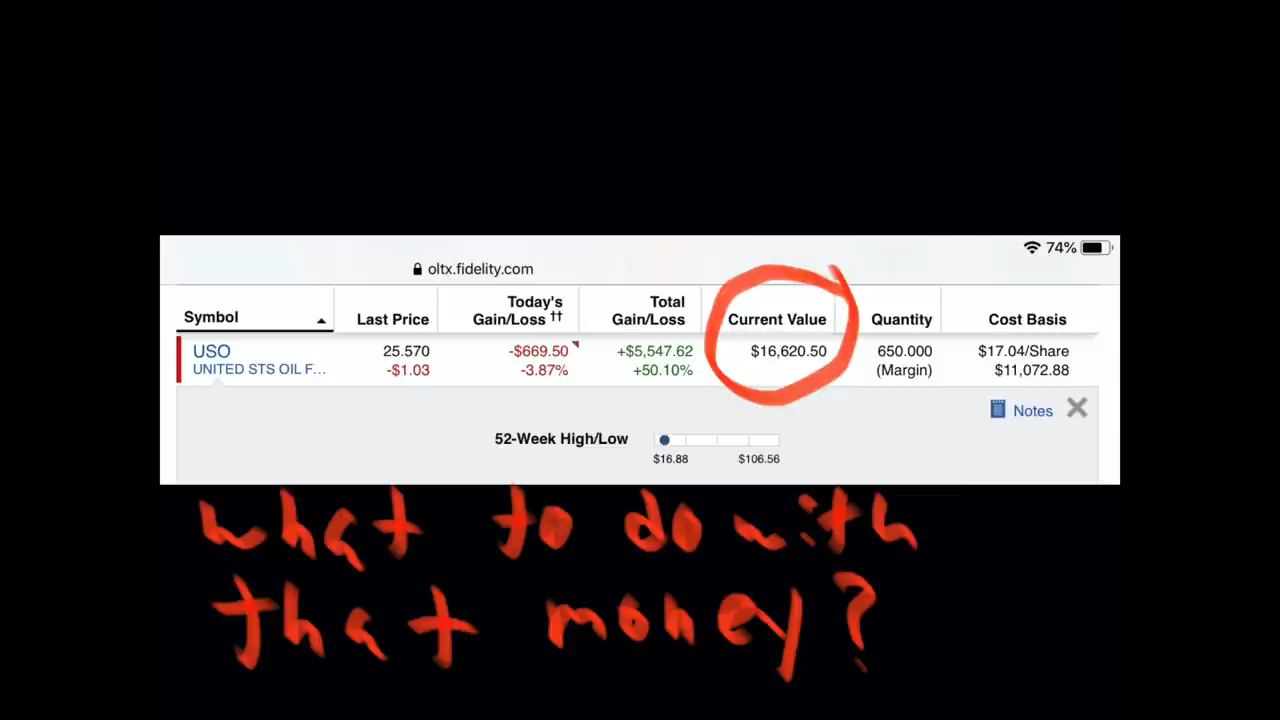 74%
oltx.fidelity.com
Symbol Last Price Today's Gain/Loss †† Total Gain/Loss Current Value Quantity Cost Basis
USO 25.570 -$669.50 +$5,547.62 $16,620.50 650.000 $17.04/Share
UNITED STS OIL F... -$1.03 -3.87% +50.10% (Margin) $11,072.88
Notes
52-Week High/Low
$16.88 $106.56
what to do with
that money?